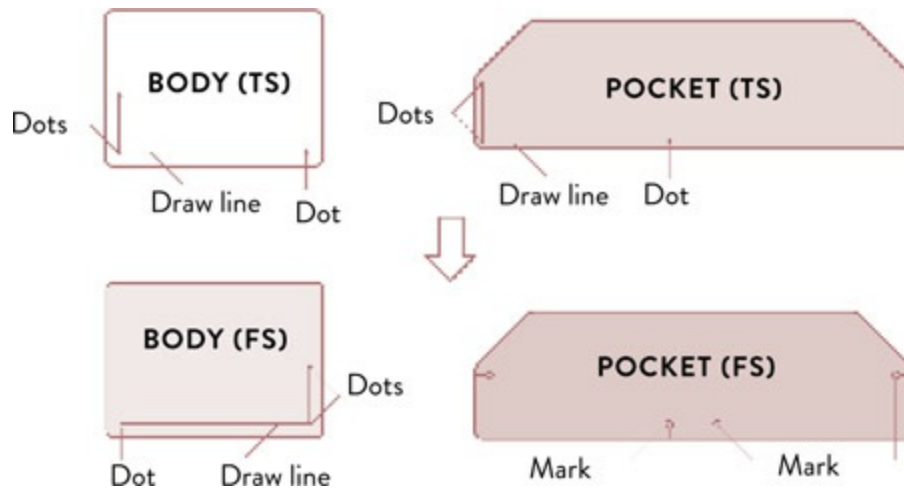 BODY (TS)
POCKET (TS)
Dots
Dots
Draw line
Dot
Draw line
Dot
BODY (FS)
POCKET (FS)
Dots
Dot
Draw line
Mark
Mark